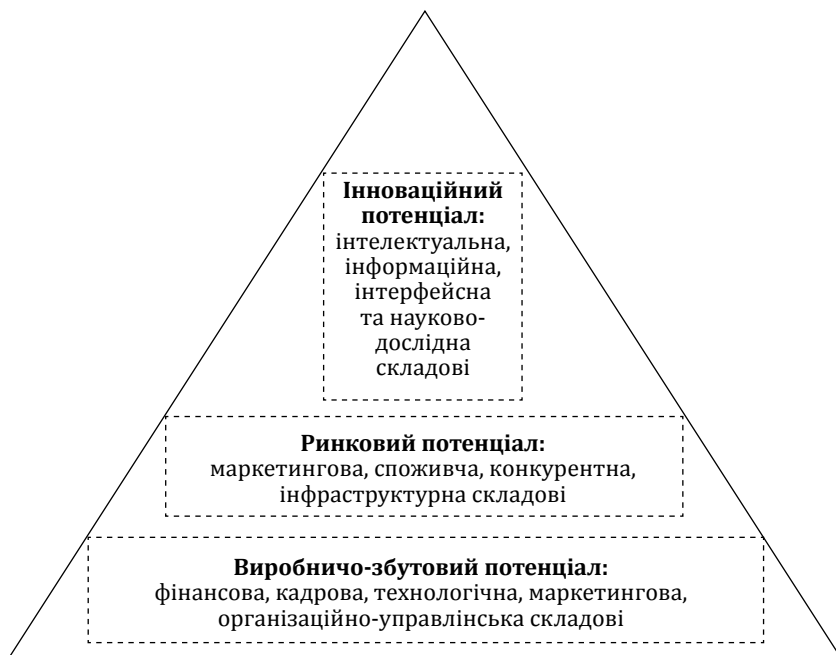 Інноваційний
потенціал:
інтелектуальна,
інформаційна,
інтерфейсна
та науково-
дослідна
складові
Ринковий потенціал:
маркетингова, споживча, конкурентна,
інфраструктурна складові
Виробничо-збутовий потенціал:
фінансова, кадрова, технологічна, маркетингова,
організаційно-управлінська складові